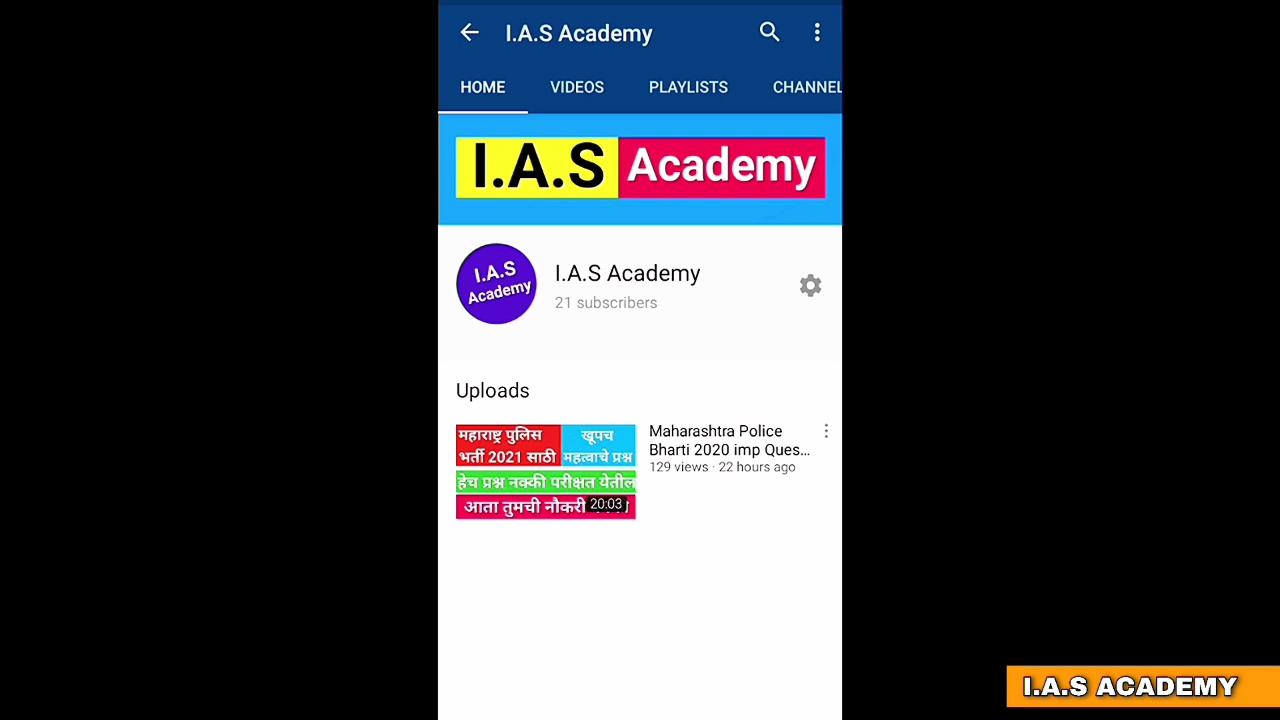 I.A.S Academy
HOME VIDEOS PLAYLISTS CHANNEL
I.A.S Academy
I.A.S
Academy
I.A.S Academy
21 subscribers
Uploads
महाराष्ट्र पुलिस
भर्ती 2021 साठी
खूपच
महत्वाचे प्रश्न
हेच प्रश्न नक्की परीक्षत येतील
आता तुमची नौकरी
20:03
Maharashtra Police
Bharti 2020 imp Ques...
129 views · 22 hours ago
I.A.S ACADEMY